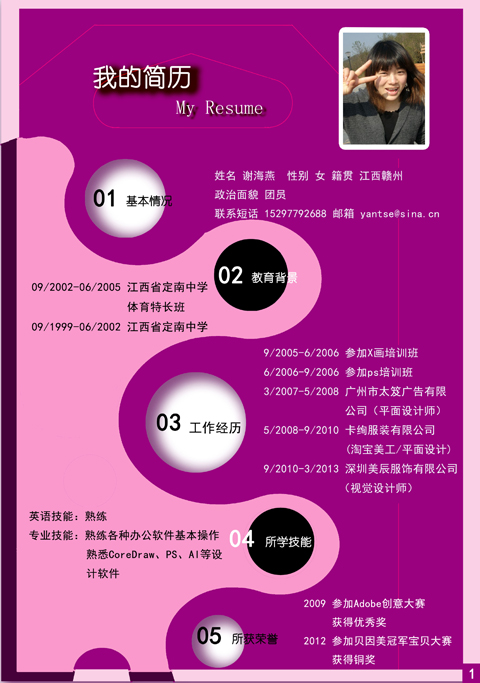 我的简历
My Resume
01 基本情况
姓名 谢海燕 性别 女 籍贯 江西赣州
政治面貌 团员
联系短话 15297792688 邮箱 yantse@sina.cn
02 教育背景
09/2002-06/2005 江西省定南中学
体育特长班
09/1999-06/2002 江西省定南中学
03 工作经历
9/2005-6/2006 参加X画培训班
6/2006-9/2006 参加ps培训班
3/2007-5/2008 广州市太笈广告有限
公司（平面设计师）
5/2008-9/2010 卡绚服装有限公司
(淘宝美工/平面设计)
9/2010-3/2013 深圳美辰服饰有限公司
（视觉设计师）
04 所学技能
英语技能：熟练
专业技能：熟练各种办公软件基本操作
熟悉CoreDraw、PS、AI等设
计软件
05 所获荣誉
2009 参加Adobe创意大赛
获得优秀奖
2012 参加贝因美冠军宝贝大赛
获得铜奖
1